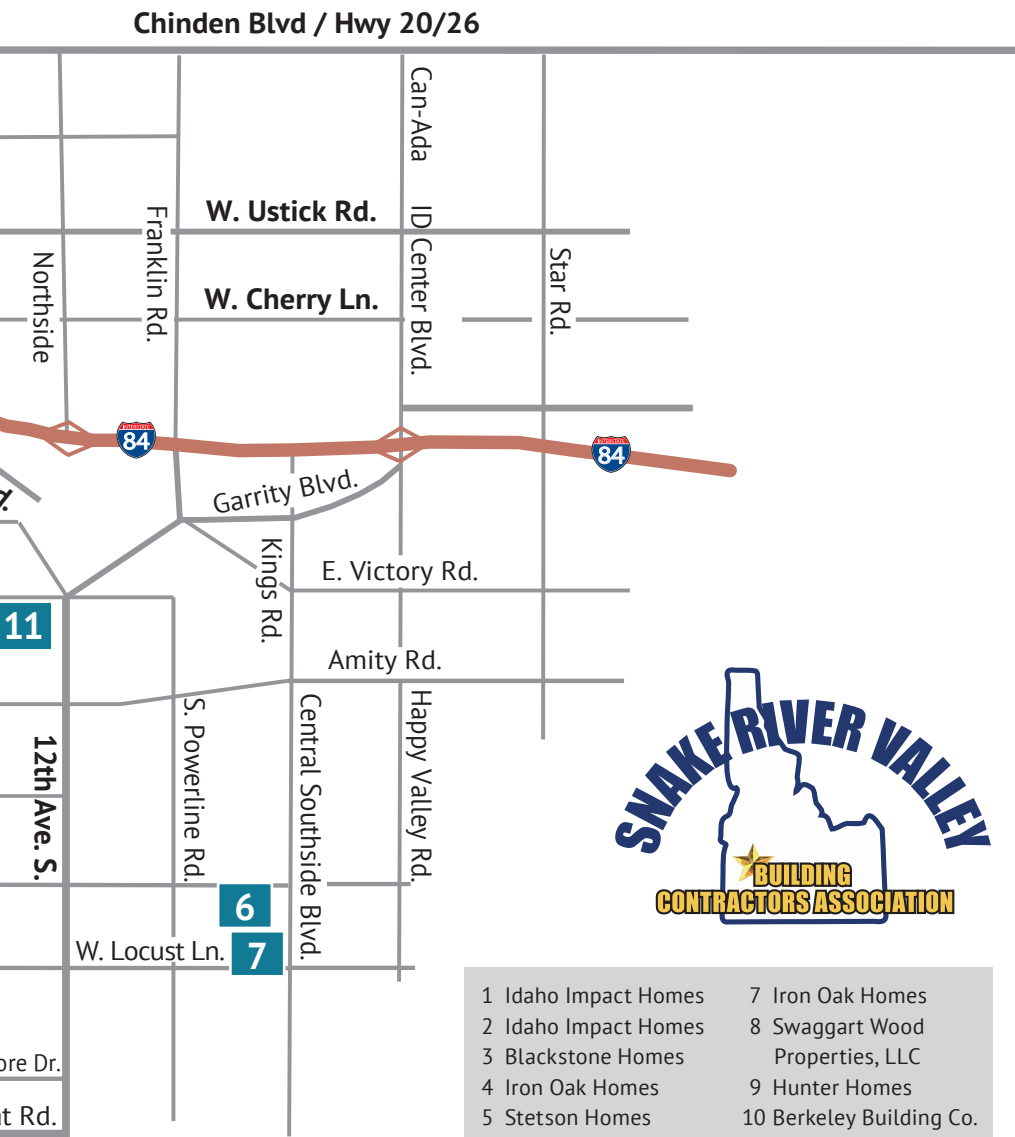 Chinden Blvd / Hwy 20/26
Can-Ada
W. Ustick Rd.
Franklin Rd.
ID Center Blvd.
Northside
Star Rd.
W. Cherry Ln.
84
84
Garrity Blvd.
Kings Rd.
E. Victory Rd.
11
Amity Rd.
12th Ave. S.
S. Powerline Rd.
Central Southside Blvd.
Happy Valley Rd.
SNAKE RIVER VALLEY
BUILDING
CONTRACTORS ASSOCIATION
6
W. Locust Ln.
7
Dr.
Rd.
1 Idaho Impact Homes
2 Idaho Impact Homes
3 Blackstone Homes
4 Iron Oak Homes
5 Stetson Homes
7 Iron Oak Homes
8 Swaggart Wood
Properties, LLC
9 Hunter Homes
10 Berkeley Building Co.